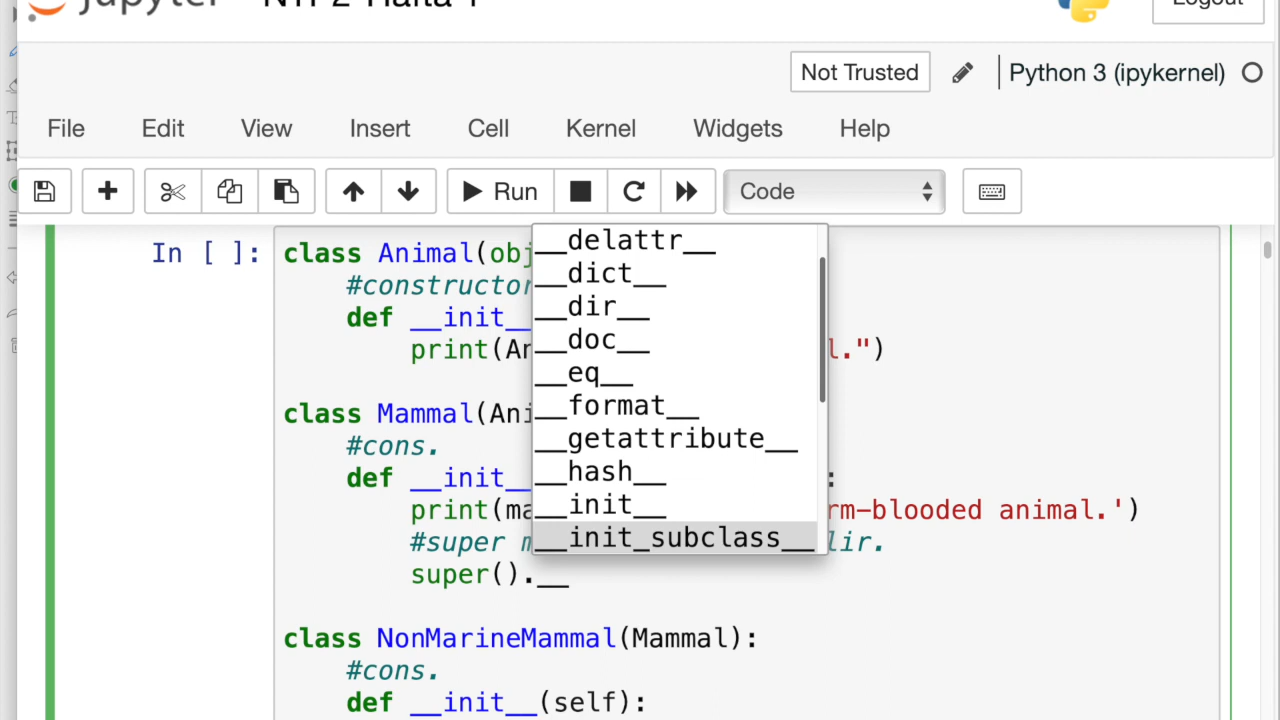 Not Trusted
Python 3 (ipykernel)
File Edit View Insert Cell Kernel Widgets Help
Run
Code
In [ ]:
class Animal(obj
#constructor
def __init__
print(An l.")
class Mammal(Ani
#cons.
def __init__ :
print(ma rm-blooded animal.')
#super m lir.
super().__
class NonMarineMammal(Mammal):
#cons.
def __init__(self):
__delattr__
__dict__
__dir__
__doc__
__eq__
__format__
__getattribute__
__hash__
__init__
__init_subclass__